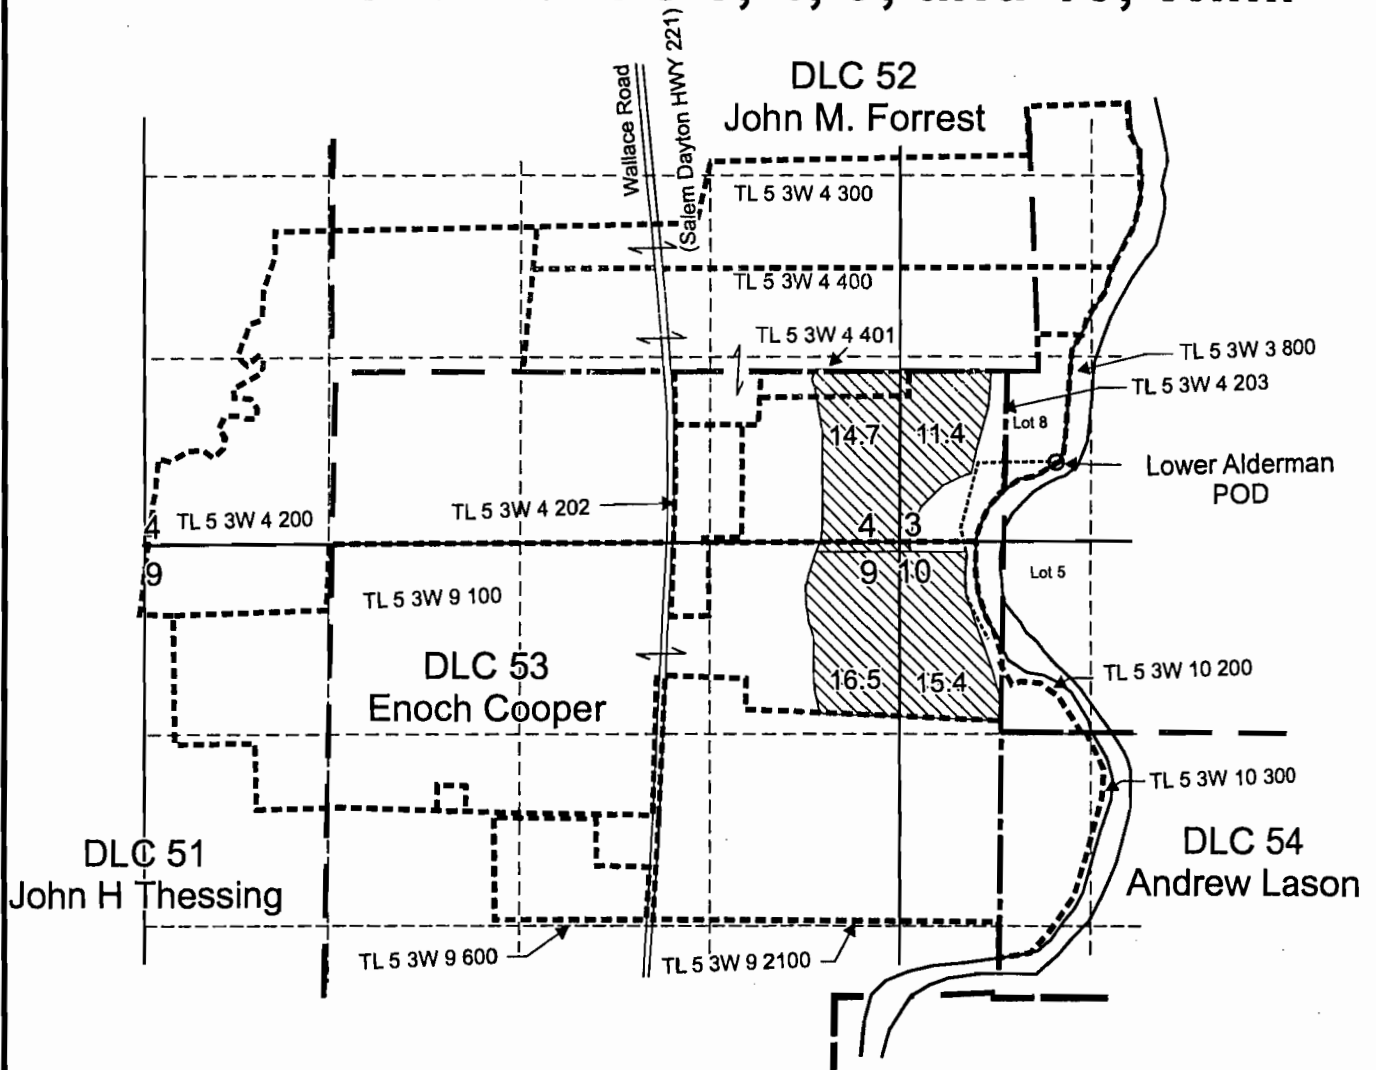 DLC 52
John M. Forrest
Wallace Road
(Salem Dayton HWY 221)
TL 5 3W 4 300
TL 5 3W 4 400
TL 5 3W 4 401
TL 5 3W 3 800
TL 5 3W 4 203
Lot 8
14.7
11.4
Lower Alderman
POD
TL 5 3W 4 202
TL 5 3W 4 200
4
4
3
9
9
10
Lot 5
TL 5 3W 9 100
DLC 53
Enoch Cooper
16.5
15.4
TL 5 3W 10 200
TL 5 3W 10 300
DLC 51
John H Thessing
DLC 54
Andrew Lason
TL 5 3W 9 600
TL 5 3W 9 2100